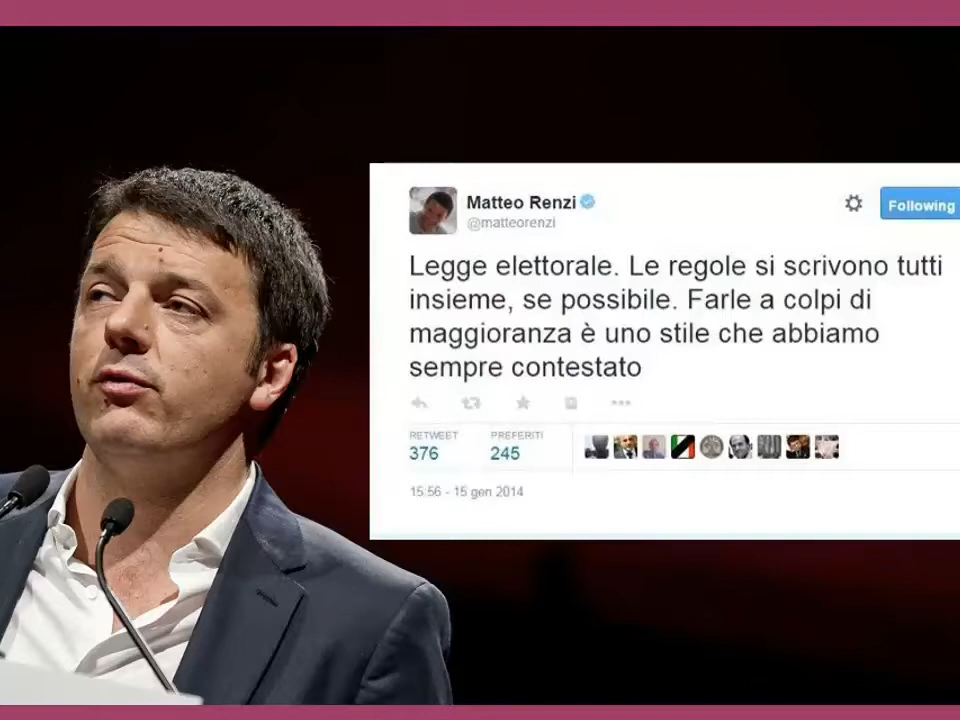 Matteo Renzi
@matteorenzi
Following
Legge elettorale. Le regole si scrivono tutti
insieme, se possibile. Farle a colpi di
maggioranza è uno stile che abbiamo
sempre contestato
RETWEET PREFERITI
376 245
15:56 - 15 gen 2014